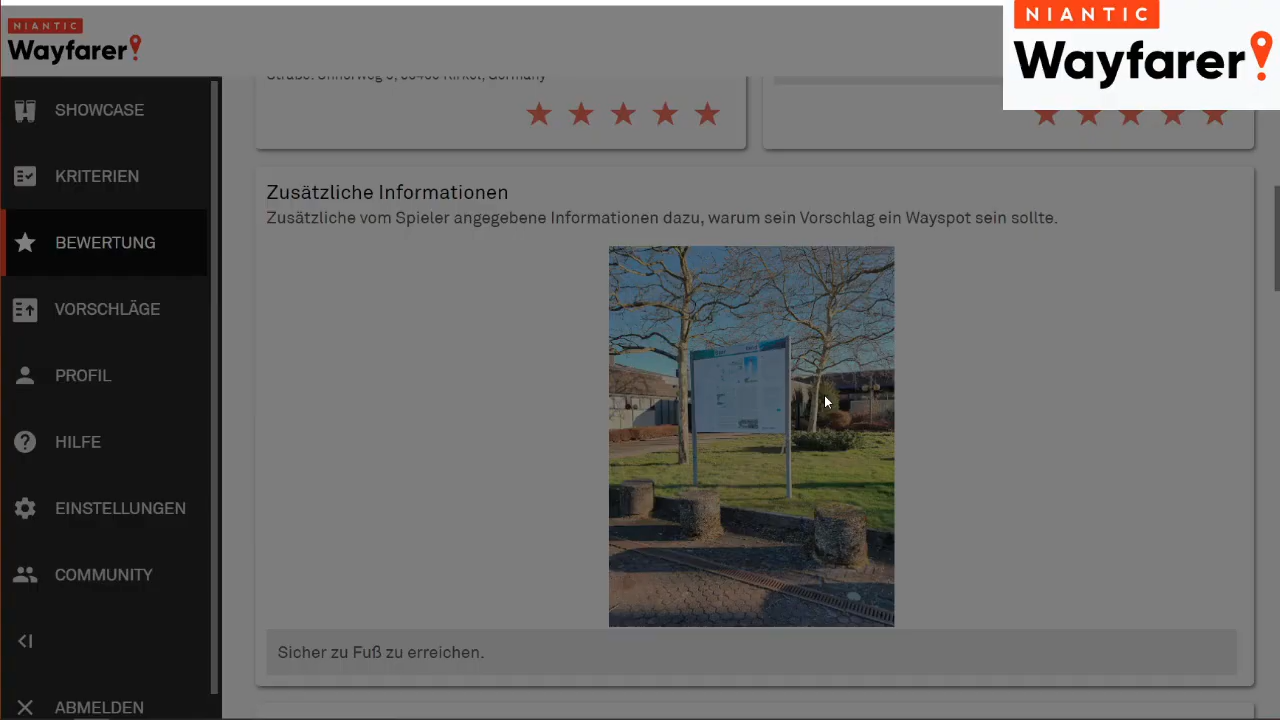 NIANTIC
Wayfarer!
NIANTIC
Wayfarer!
SHOWCASE
KRITERIEN
BEWERTUNG
VORSCHLÄGE
PROFIL
HILFE
EINSTELLUNGEN
COMMUNITY
ABMELDEN
Germany
Zusätzliche Informationen
Zusätzliche vom Spieler angegebene Informationen dazu, warum sein Vorschlag ein Wayspot sein sollte.
Sicher zu Fuß zu erreichen.